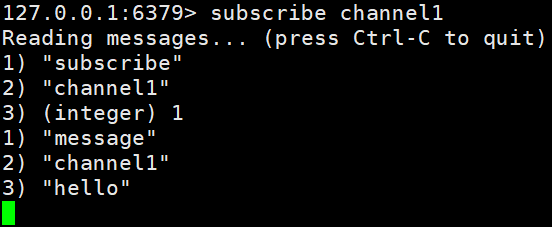 127.0.0.1:6379> subscribe channel1
Reading messages... (press Ctrl-C to quit)
1) "subscribe"
2) "channel1"
3) (integer) 1
1) "message"
2) "channel1"
3) "hello"